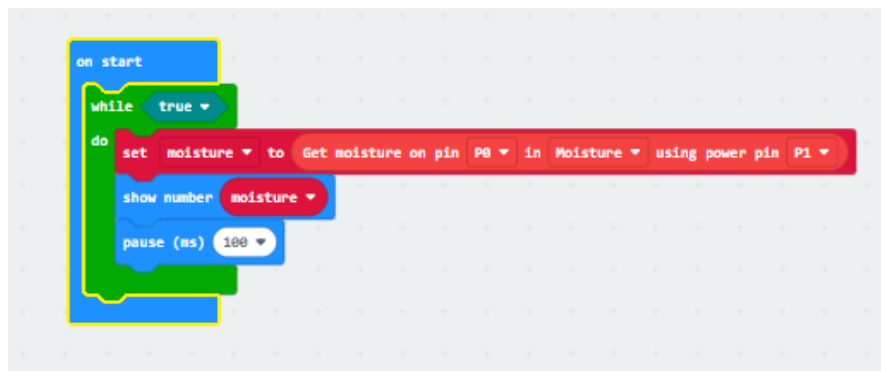 on start
while true
do
set moisture to Get moisture on pin P0 in Moisture using power pin P1
show number moisture
pause (ms) 100